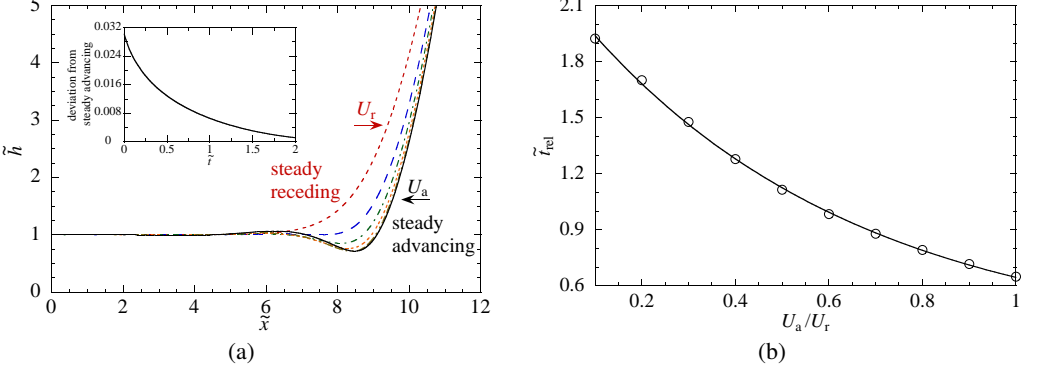 5
4
3
2
1
0
h̃
0
2
4
6
8
10
12
x̃
0.032
0.024
0.016
0.008
0
deviation from
steady advancing
0
0.5
1
1.5
2
t̃
U_r
steady
receding
U_a
steady
advancing
(a)
2.1
1.8
1.5
1.2
0.9
0.6
t̃_rel
0.2
0.4
0.6
0.8
1
U_a/U_r
(b)